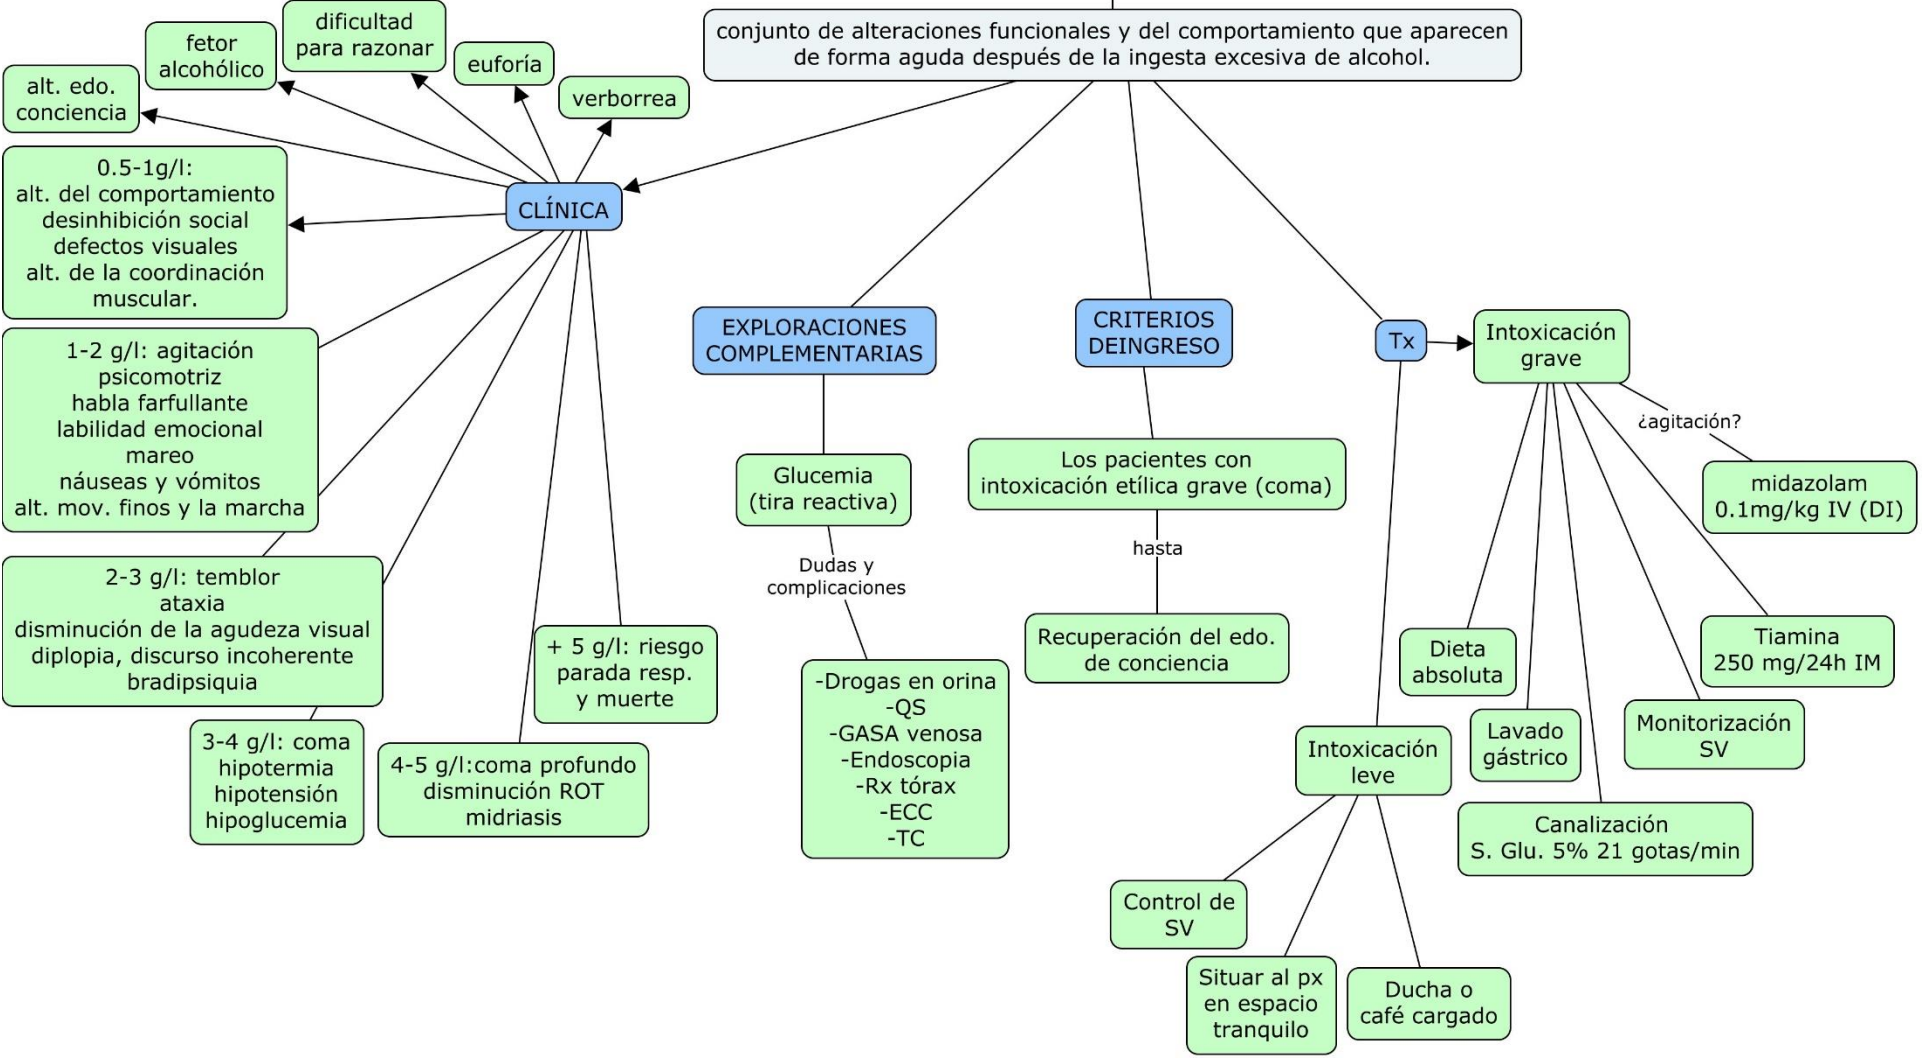 conjunto de alteraciones funcionales y del comportamiento que aparecen
de forma aguda después de la ingesta excesiva de alcohol.
CLÍNICA
alt. edo.
conciencia
fetor
alcohólico
dificultad
para razonar
euforía
verborrea
0.5-1g/l:
alt. del comportamiento
desinhibición social
defectos visuales
alt. de la coordinación
muscular.
1-2 g/l: agitación
psicomotriz
habla farfullante
labilidad emocional
mareo
náuseas y vómitos
alt. mov. finos y la marcha
2-3 g/l: temblor
ataxia
disminución de la agudeza visual
diplopia, discurso incoherente
bradipsiquia
3-4 g/l: coma
hipotermia
hipotensión
hipoglucemia
4-5 g/l:coma profundo
disminución ROT
midriasis
+ 5 g/l: riesgo
parada resp.
y muerte
EXPLORACIONES
COMPLEMENTARIAS
Glucemia
(tira reactiva)
Dudas y
complicaciones
-Drogas en orina
-QS
-GASA venosa
-Endoscopia
-Rx tórax
-ECC
-TC
CRITERIOS
DEINGRESO
Los pacientes con
intoxicación etílica grave (coma)
hasta
Recuperación del edo.
de conciencia
Tx
Intoxicación
leve
Control de
SV
Situar al px
en espacio
tranquilo
Ducha o
café cargado
Intoxicación
grave
Dieta
absoluta
Lavado
gástrico
Canalización
S. Glu. 5% 21 gotas/min
Monitorización
SV
Tiamina
250 mg/24h IM
¿agitación?
midazolam
0.1mg/kg IV (DI)